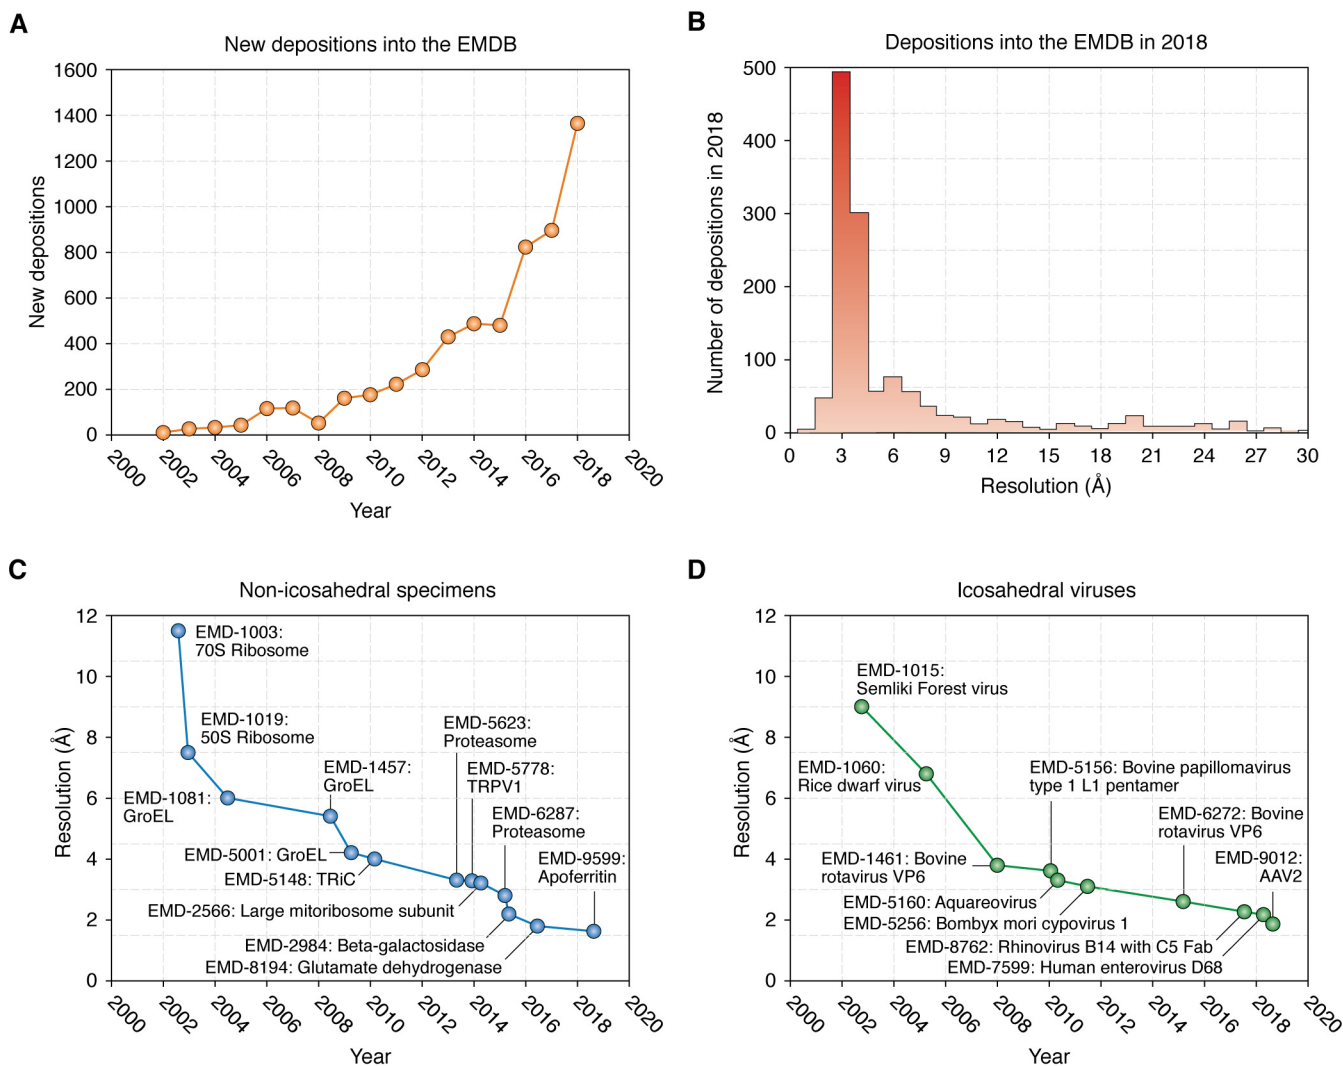 A
New depositions into the EMDB
1600
1400
1200
1000
800
600
400
200
0
New depositions
2000
2002
2004
2006
2008
2010
2012
2014
2016
2018
2020
Year
B
Depositions into the EMDB in 2018
500
400
300
200
100
0
Number of depositions in 2018
0
3
6
9
12
15
18
21
24
27
30
Resolution (Å)
C
Non-icosahedral specimens
12
10
8
6
4
2
0
Resolution (Å)
EMD-1003:
70S Ribosome
EMD-1019:
50S Ribosome
EMD-1081:
GroEL
EMD-1457:
GroEL
EMD-5001: GroEL
EMD-5148: TRiC
EMD-5623:
Proteasome
EMD-5778:
TRPV1
EMD-6287:
Proteasome
EMD-9599:
Apoferritin
EMD-2566: Large mitoribosome subunit
EMD-2984: Beta-galactosidase
EMD-8194: Glutamate dehydrogenase
2000
2002
2004
2006
2008
2010
2012
2014
2016
2018
2020
Year
D
Icosahedral viruses
12
10
8
6
4
2
0
Resolution (Å)
EMD-1015:
Semliki Forest virus
EMD-1060:
Rice dwarf virus
EMD-5156: Bovine papillomavirus
type 1 L1 pentamer
EMD-6272: Bovine
rotavirus VP6
EMD-1461: Bovine
rotavirus VP6
EMD-9012:
AAV2
EMD-5160: Aquareovirus
EMD-5256: Bombyx mori cypovirus 1
EMD-8762: Rhinovirus B14 with C5 Fab
EMD-7599: Human enterovirus D68
2000
2002
2004
2006
2008
2010
2012
2014
2016
2018
2020
Year